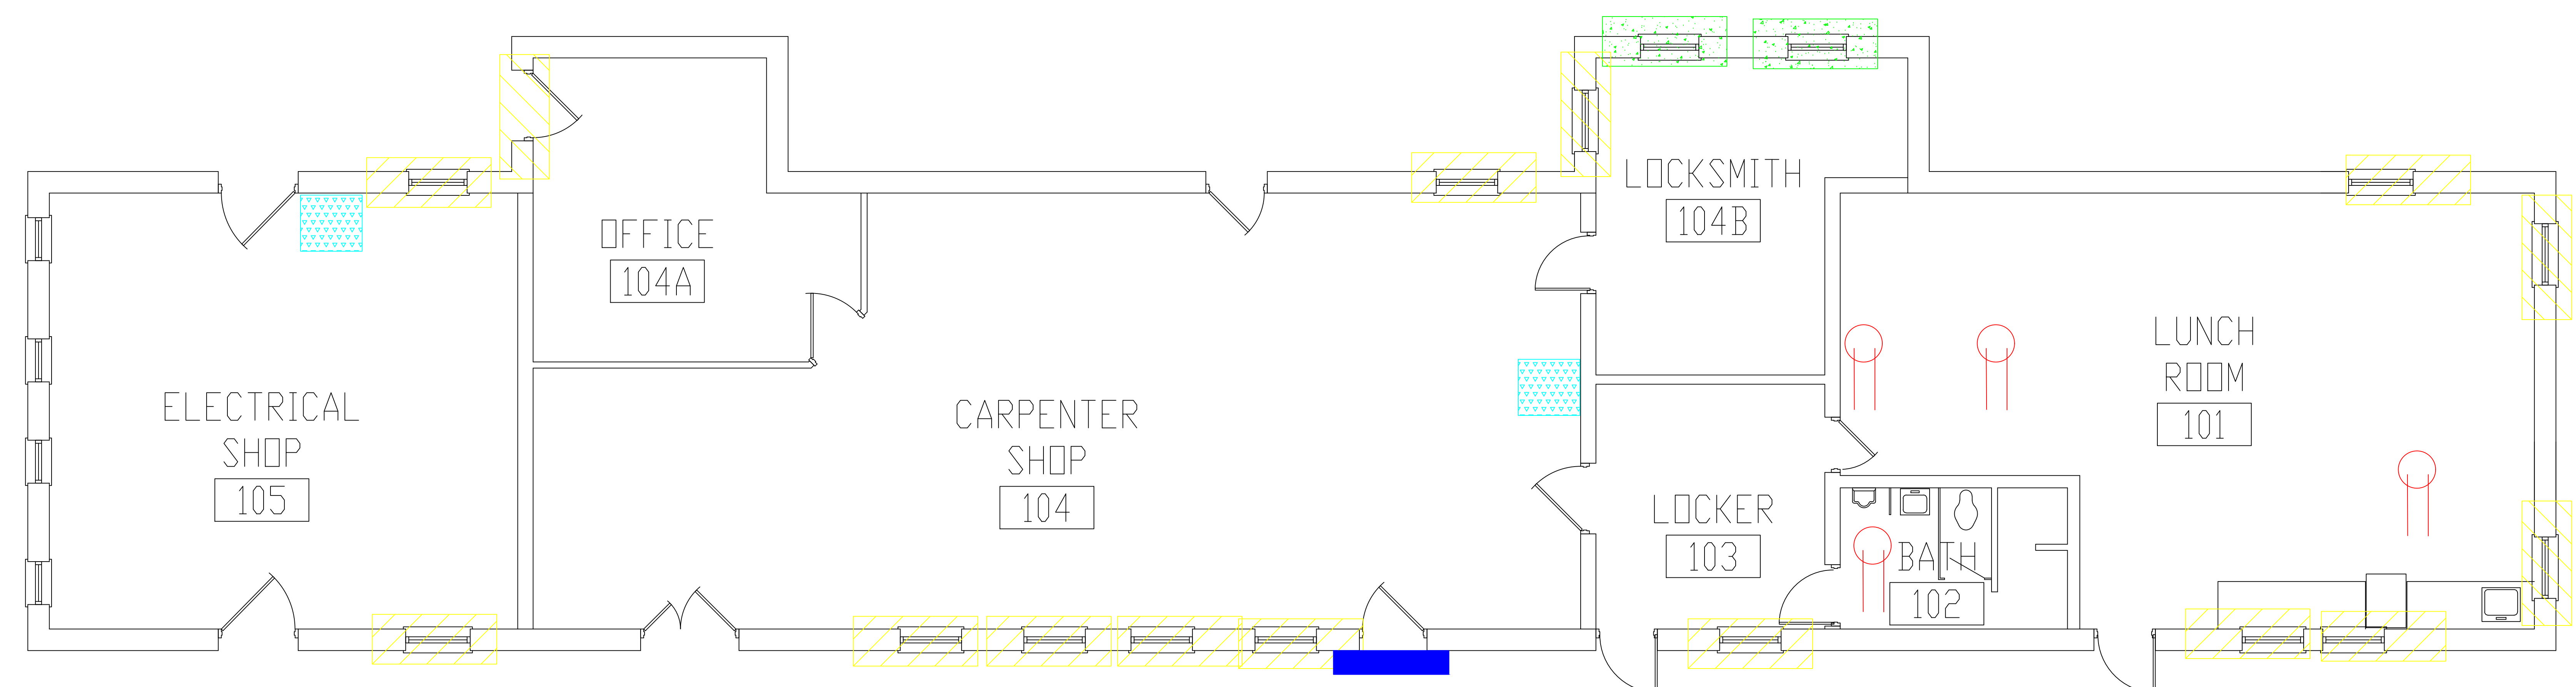 OFFICE
104A
LOCKSMITH
104B
ELECTRICAL
SHOP
105
CARPENTER
SHOP
104
LOCKER
103
BATH
102
LUNCH
ROOM
101